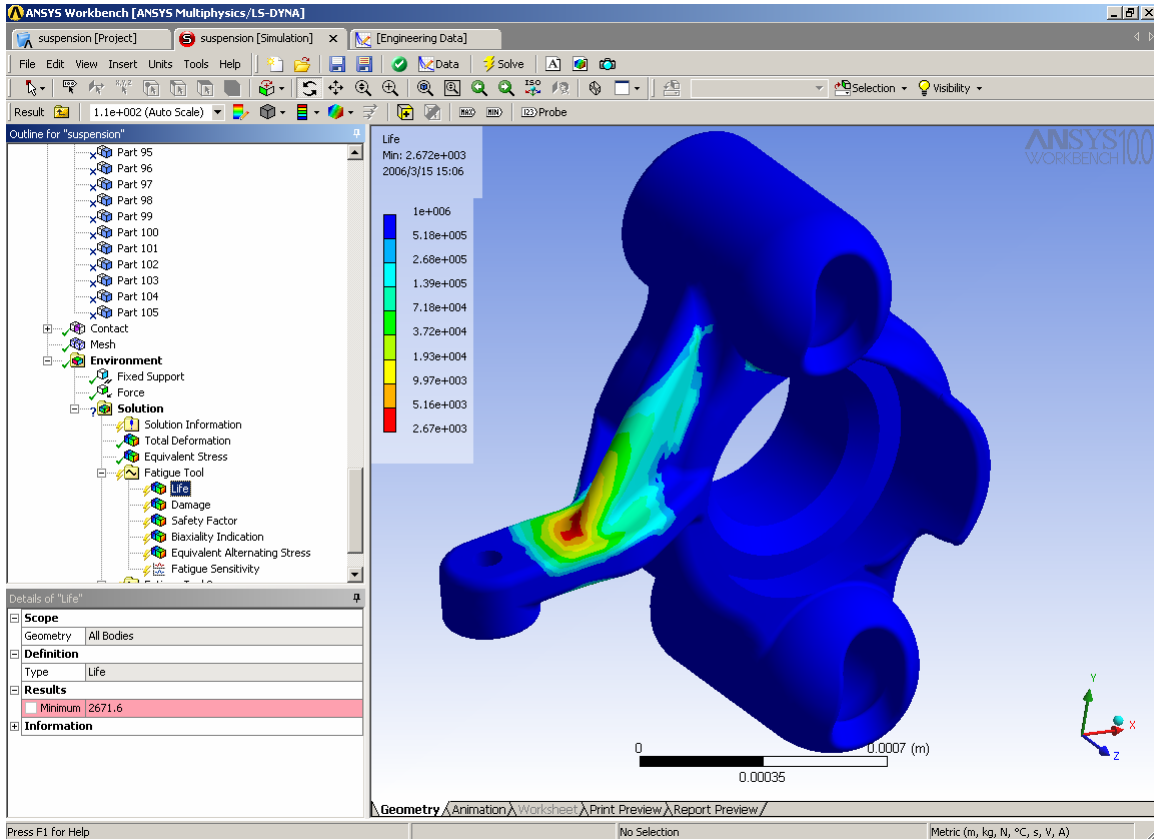 ANSYS Workbench [ANSYS Multiphysics/LS-DYNA]
suspension [Project]
suspension [Simulation]
[Engineering Data]
File Edit View Insert Units Tools Help
Data
Solve
A
X,Y,Z
ISO
Selection
Visibility
Result
1.1e+002 (Auto Scale)
MAX
MIN
123 Probe
Outline for "suspension"
Part 95
Part 96
Part 97
Part 98
Part 99
Part 100
Part 101
Part 102
Part 103
Part 104
Part 105
Contact
Mesh
Environment
Fixed Support
Force
Solution
Solution Information
Total Deformation
Equivalent Stress
Fatigue Tool
Life
Damage
Safety Factor
Biaxiality Indication
Equivalent Alternating Stress
Fatigue Sensitivity
Details of "Life"
Scope
Geometry All Bodies
Definition
Type Life
Results
Minimum 2671.6
Information
Life
Min: 2.672e+003
2006/3/15 15:06
1e+006
5.18e+005
2.68e+005
1.39e+005
7.18e+004
3.72e+004
1.93e+004
9.97e+003
5.16e+003
2.67e+003
ANSYS 10.0
WORKBENCH
Y
X
Z
0
0.0007 (m)
0.00035
Geometry Animation Worksheet Print Preview Report Preview
Press F1 for Help
No Selection
Metric (m, kg, N, °C, s, V, A)